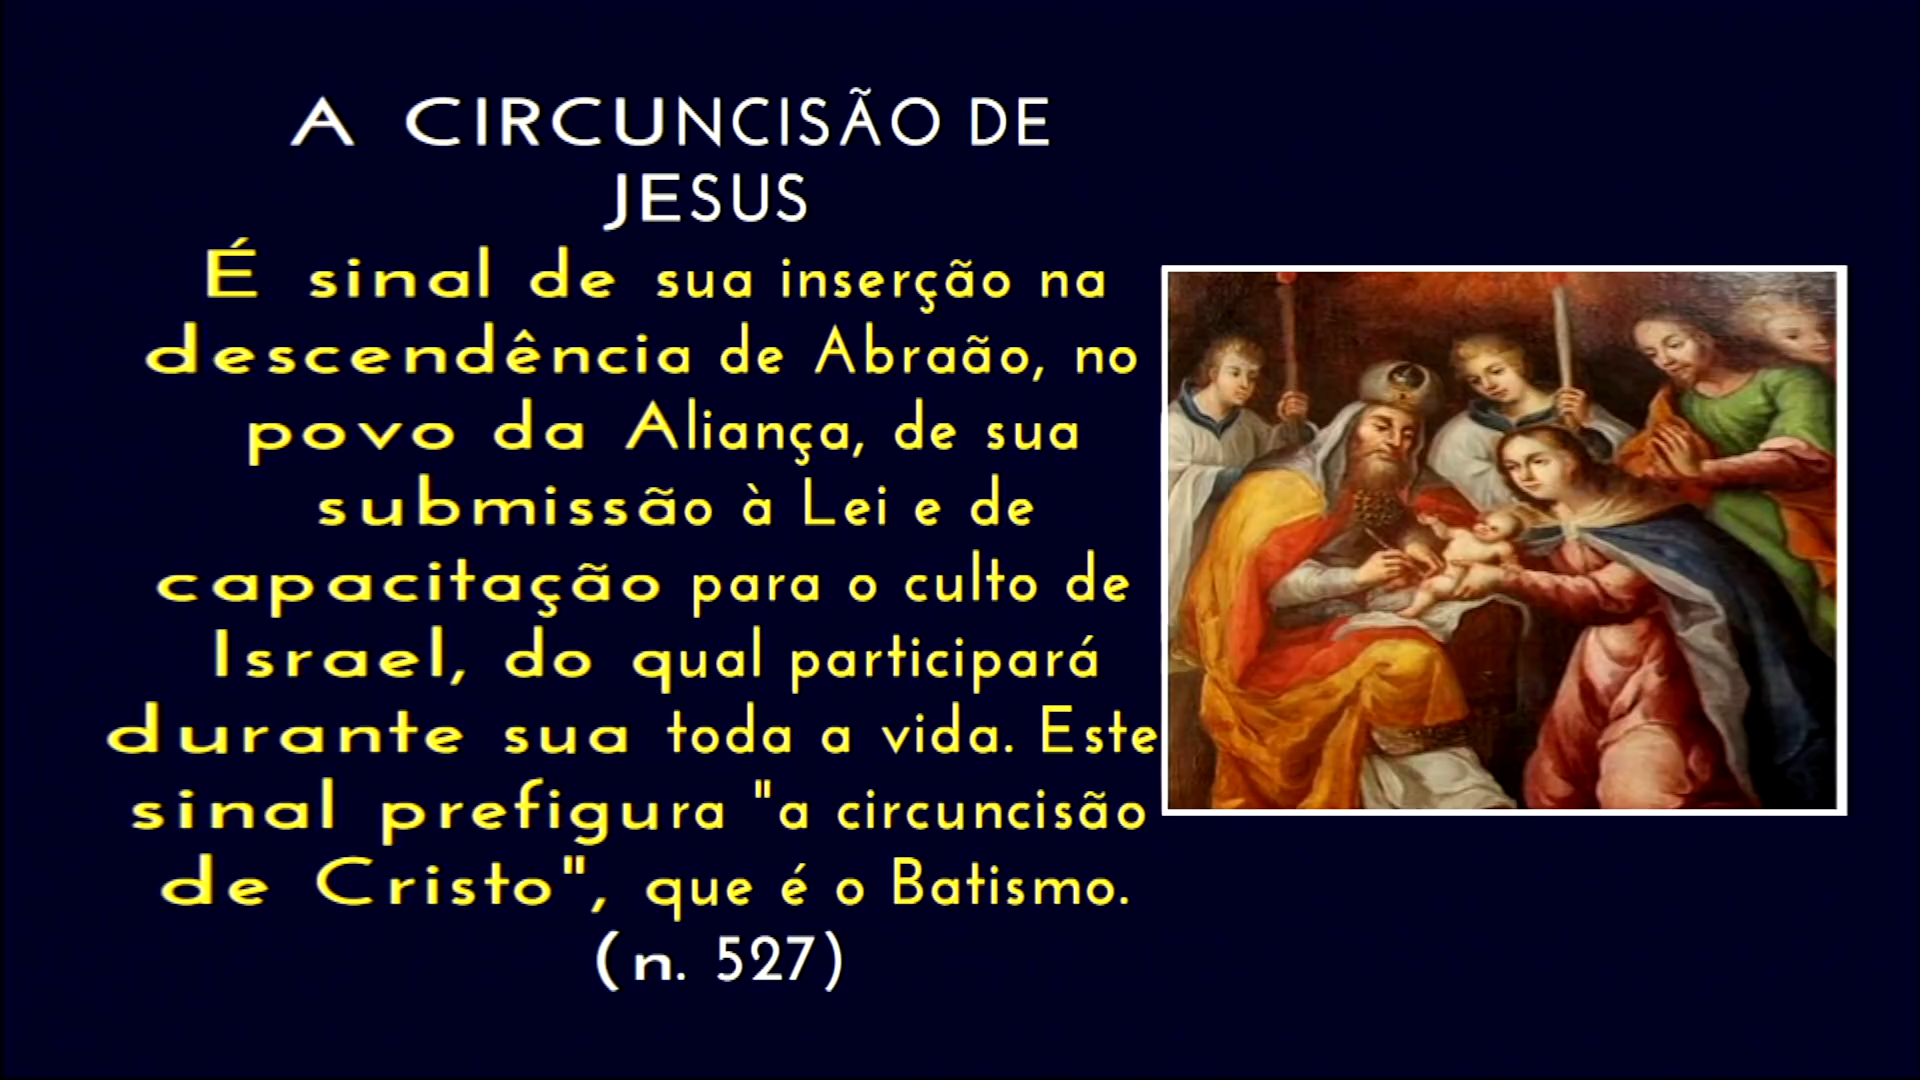 A CIRCUNCISÃO DE
JESUS
É sinal de sua inserção na
descendência de Abraão, no
povo da Aliança, de sua
submissão à Lei e de
capacitação para o culto de
Israel, do qual participará
durante sua toda a vida. Este
sinal prefigura "a circuncisão
de Cristo", que é o Batismo.
(n. 527)